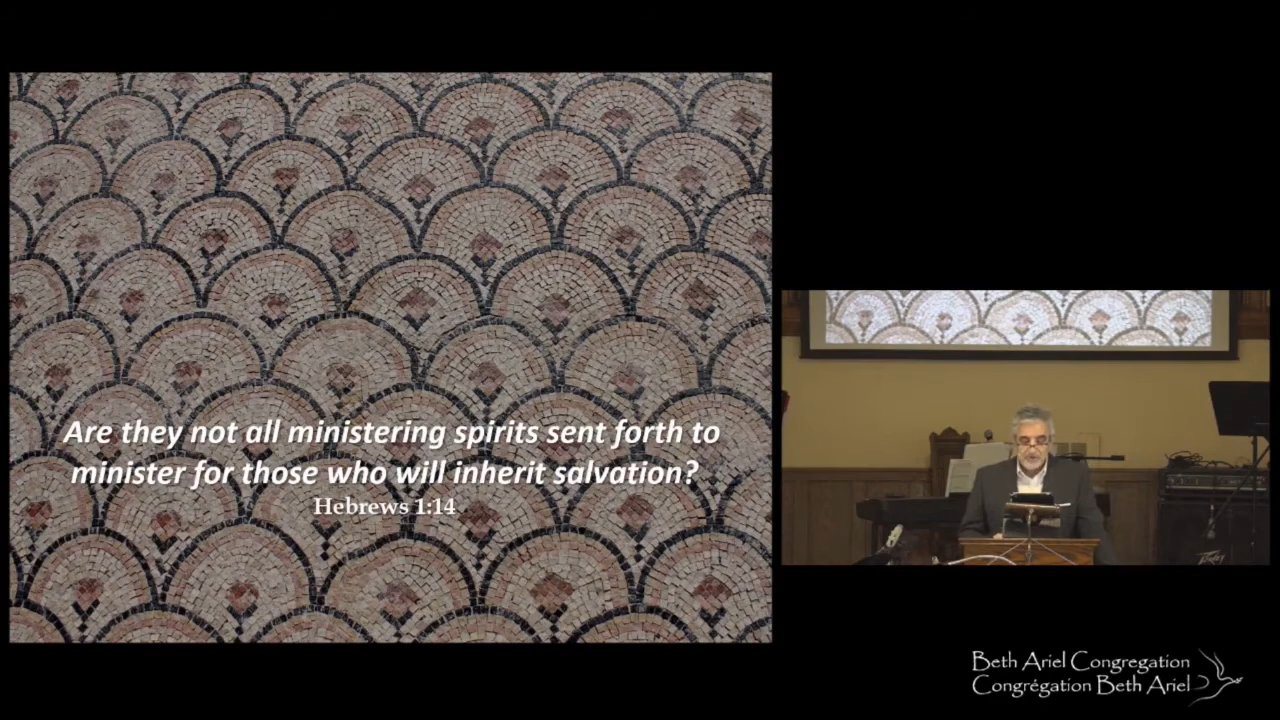 Are they not all ministering spirits sent forth to
minister for those who will inherit salvation?
Hebrews 1:14
PEAVEY
Beth Ariel Congregation
Congrégation Beth Ariel